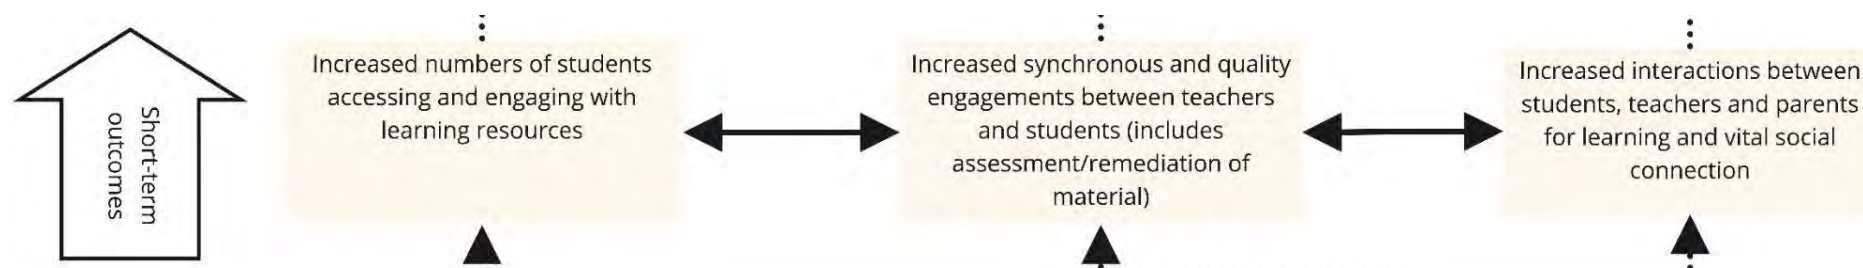 Short-term
outcomes
Increased numbers of students
accessing and engaging with
learning resources
Increased synchronous and quality
engagements between teachers
and students (includes
assessment/remediation of
material)
Increased interactions between
students, teachers and parents
for learning and vital social
connection